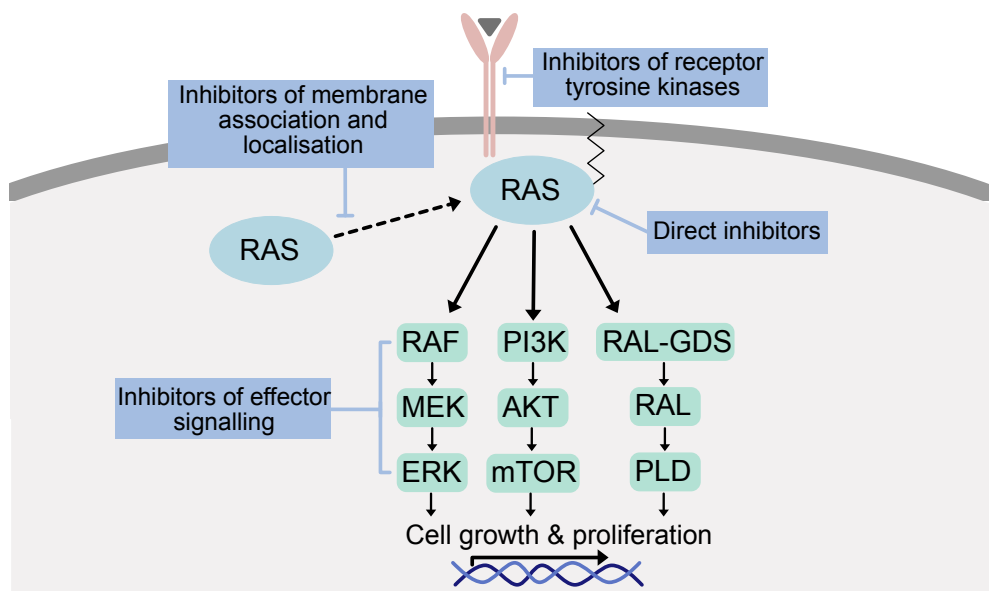 Inhibitors of receptor
tyrosine kinases
Inhibitors of membrane
association and
localisation
RAS
RAS
Direct inhibitors
RAF
PI3K
RAL-GDS
Inhibitors of effector
signalling
MEK
AKT
RAL
ERK
mTOR
PLD
Cell growth & proliferation